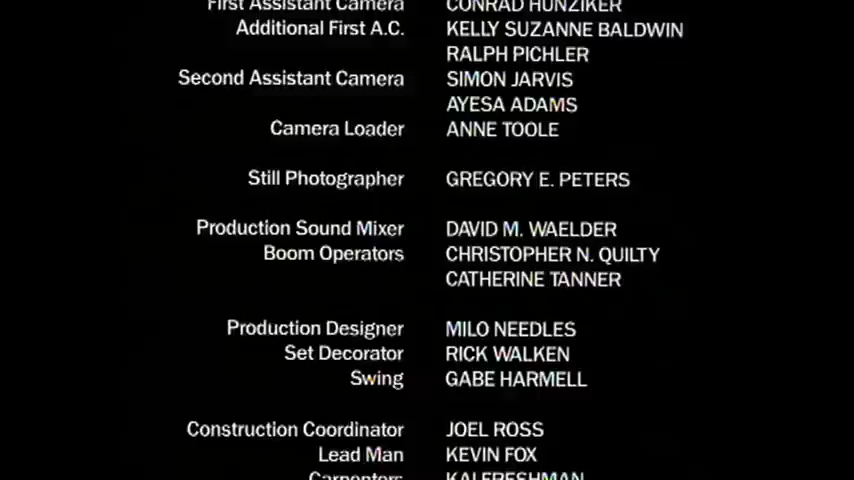 First Assistant Camera CONRAD HUNZIKER
Additional First A.C. KELLY SUZANNE BALDWIN
RALPH PICHLER
Second Assistant Camera SIMON JARVIS
AYESA ADAMS
Camera Loader ANNE TOOLE
Still Photographer GREGORY E. PETERS
Production Sound Mixer DAVID M. WAELDER
Boom Operators CHRISTOPHER N. QUILTY
CATHERINE TANNER
Production Designer MILO NEEDLES
Set Decorator RICK WALKEN
Swing GABE HARMELL
Construction Coordinator JOEL ROSS
Lead Man KEVIN FOX
Carpenters